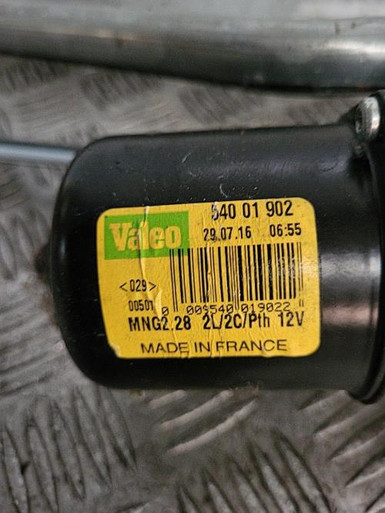 Valeo
540 01 902
29.07.16 06:55
<029>
00501
0 009540 019022
MNG2.28 2L/2C/Pth 12V
MADE IN FRANCE